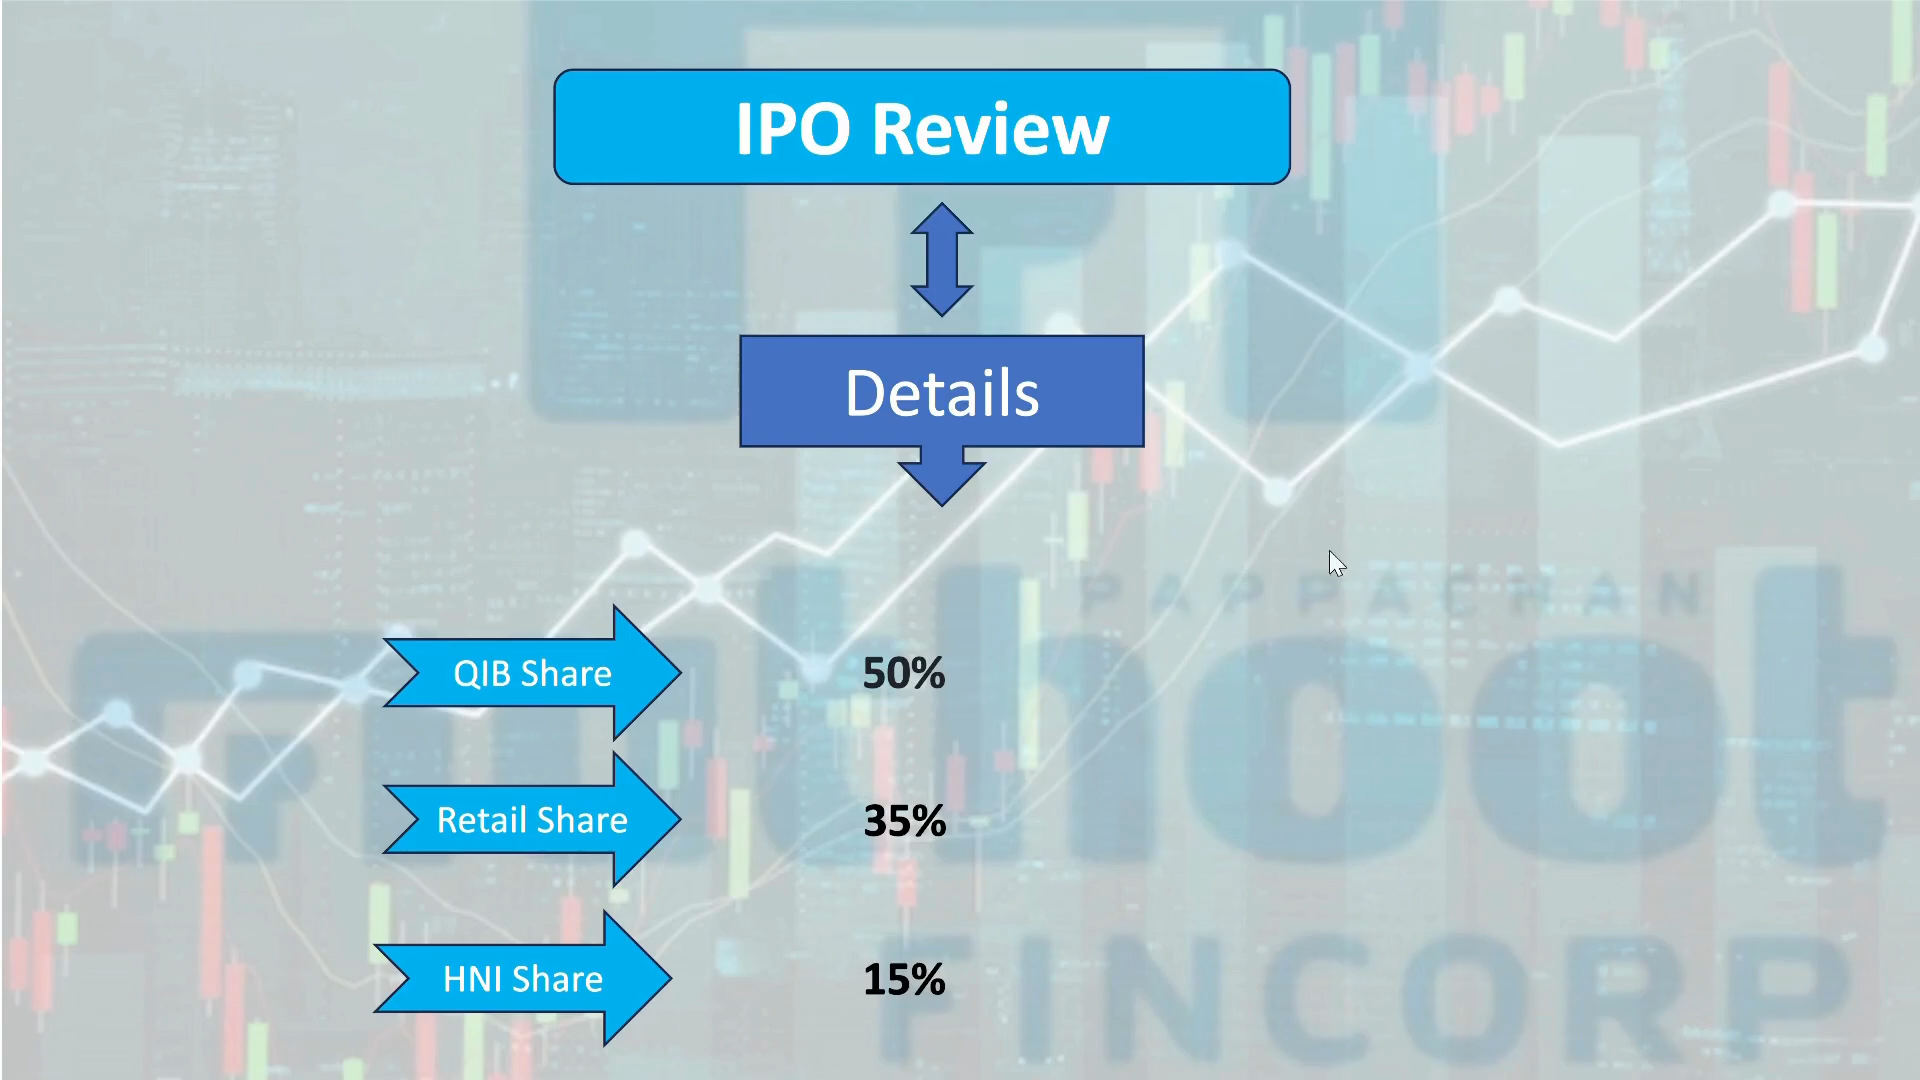 IPO Review
Details
QIB Share
50%
Retail Share
35%
HNI Share
15%
PAPPACHAN
FINCORP